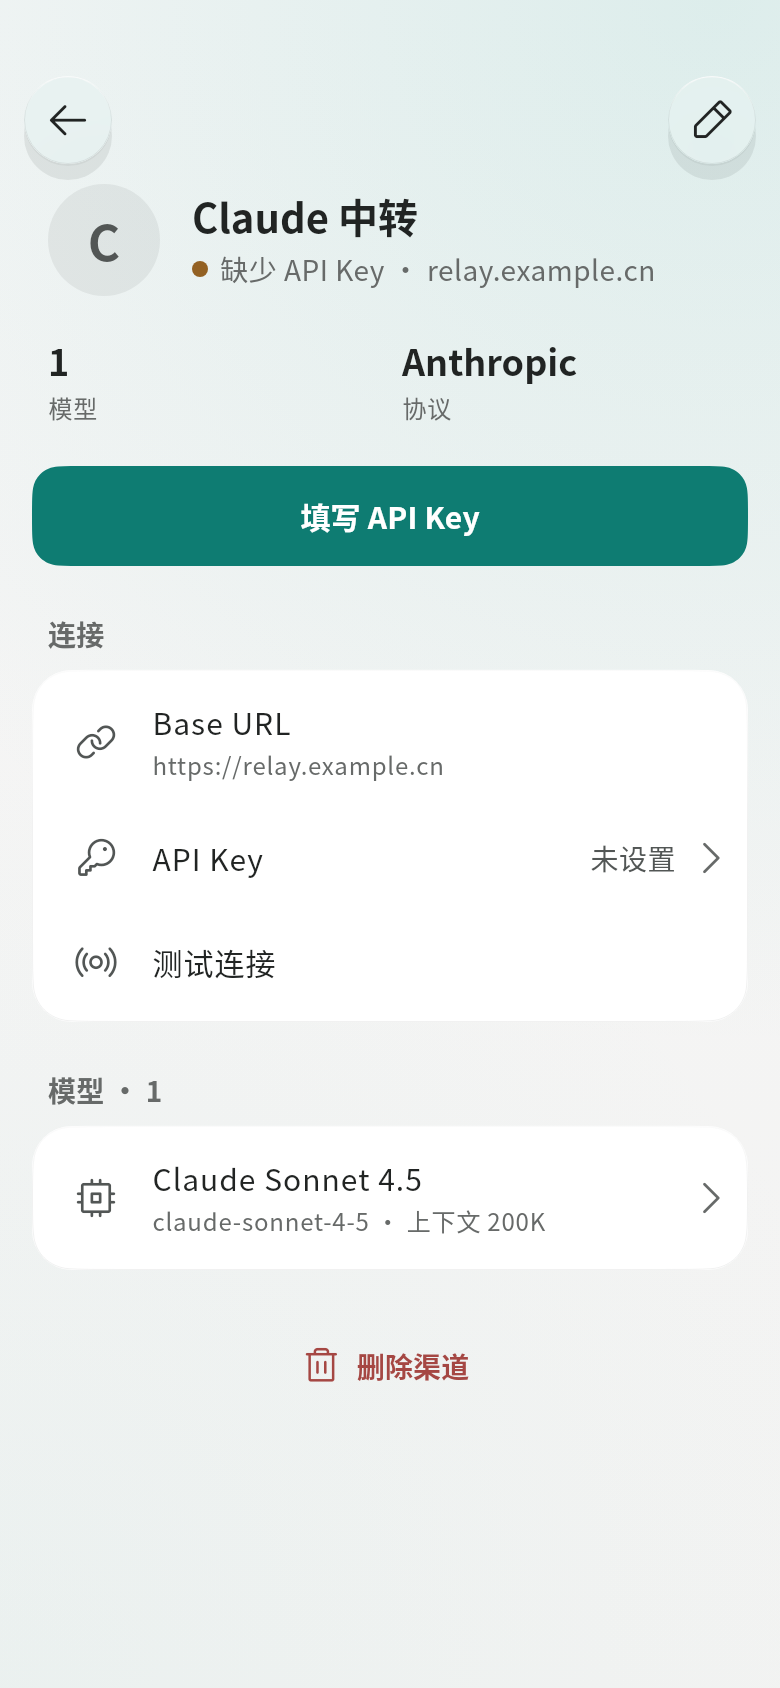 C
Claude 中转
缺少 API Key · relay.example.cn
1
模型
Anthropic
协议
填写 API Key
连接
Base URL
https://relay.example.cn
API Key
未设置
测试连接
模型 · 1
Claude Sonnet 4.5
claude-sonnet-4-5 · 上下文 200K
删除渠道